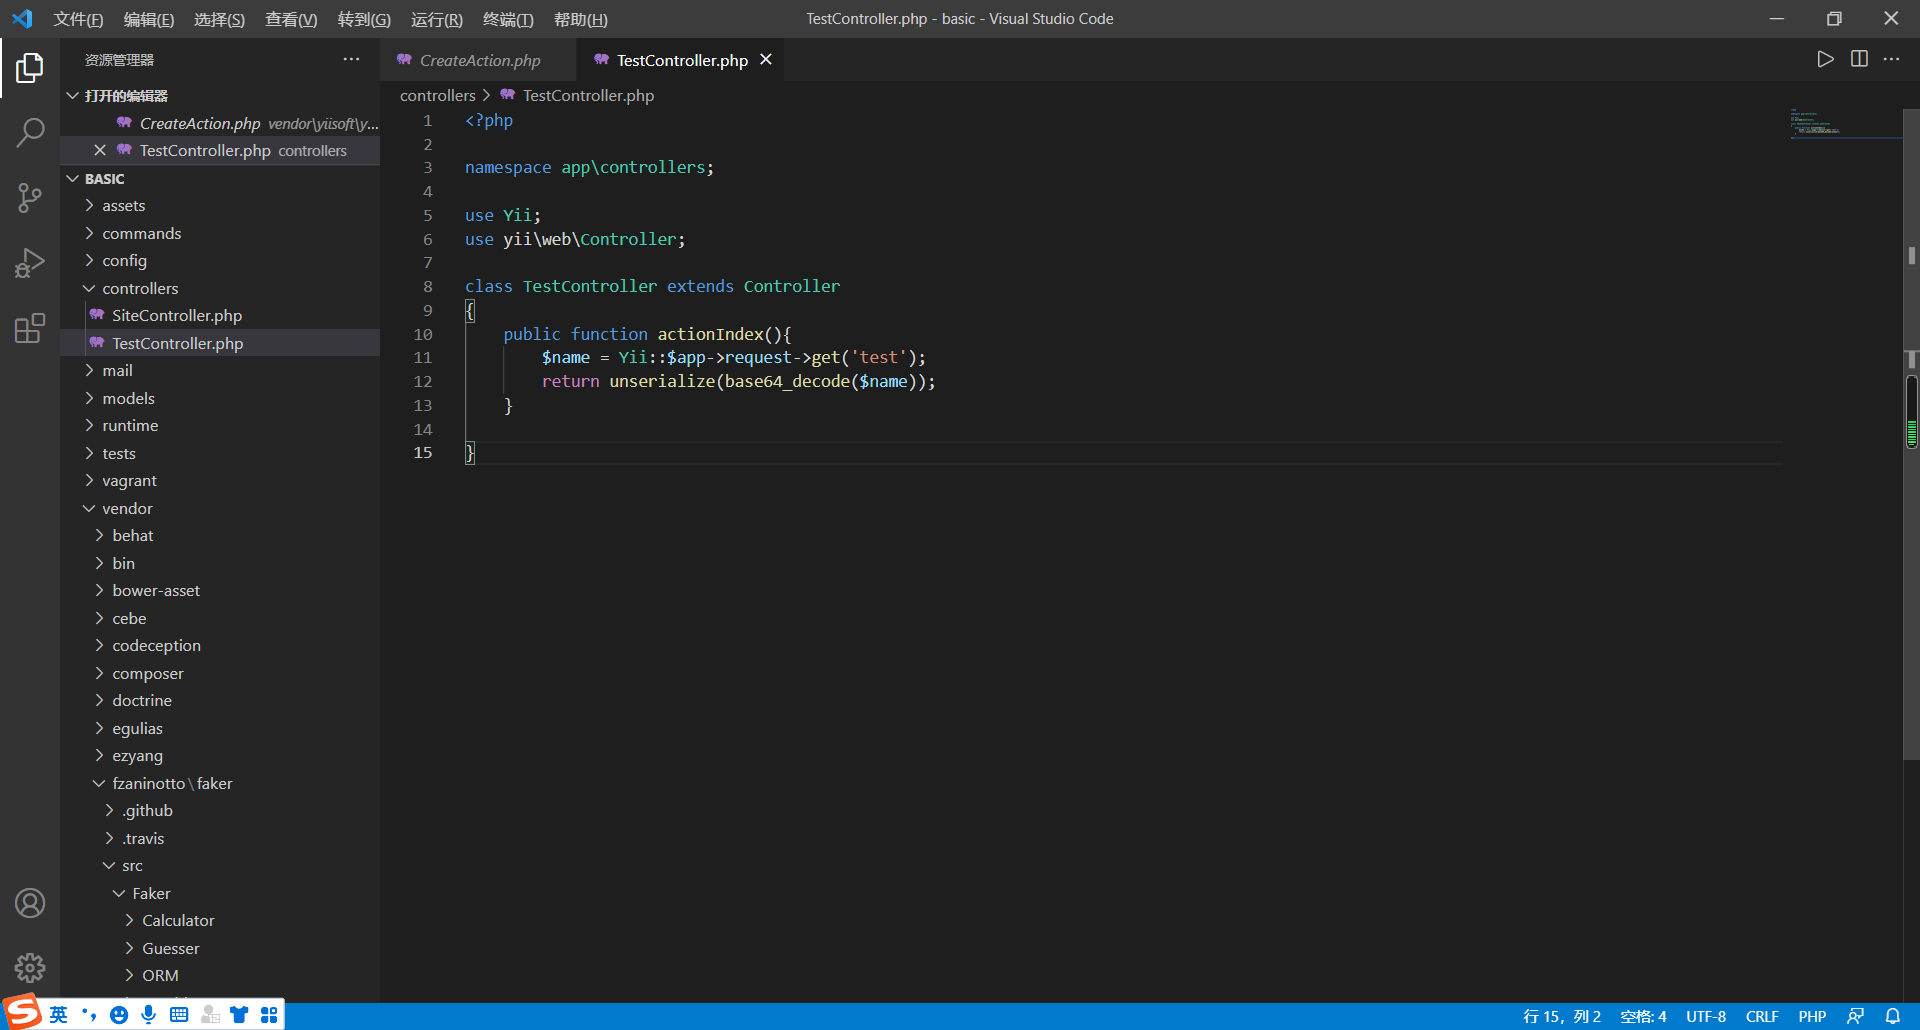 文件(F) 编辑(E) 选择(S) 查看(V) 转到(G) 运行(R) 终端(T) 帮助(H) TestController.php - basic - Visual Studio Code
资源管理器
CreateAction.php TestController.php
打开的编辑器
CreateAction.php vendor\yiisoft\y...
TestController.php controllers
BASIC
assets
commands
config
controllers
SiteController.php
TestController.php
mail
models
runtime
tests
vagrant
vendor
behat
bin
bower-asset
cebe
codeception
composer
doctrine
egulias
ezyang
fzaninotto\faker
.github
.travis
src
Faker
Calculator
Guesser
ORM
controllers > TestController.php
1 <?php
2
3 namespace app\controllers;
4
5 use Yii;
6 use yii\web\Controller;
7
8 class TestController extends Controller
9 {
10 public function actionIndex(){
11 $name = Yii::$app->request->get('test');
12 return unserialize(base64_decode($name));
13 }
14
15 }
英
行 15，列 2 空格: 4 UTF-8 CRLF PHP